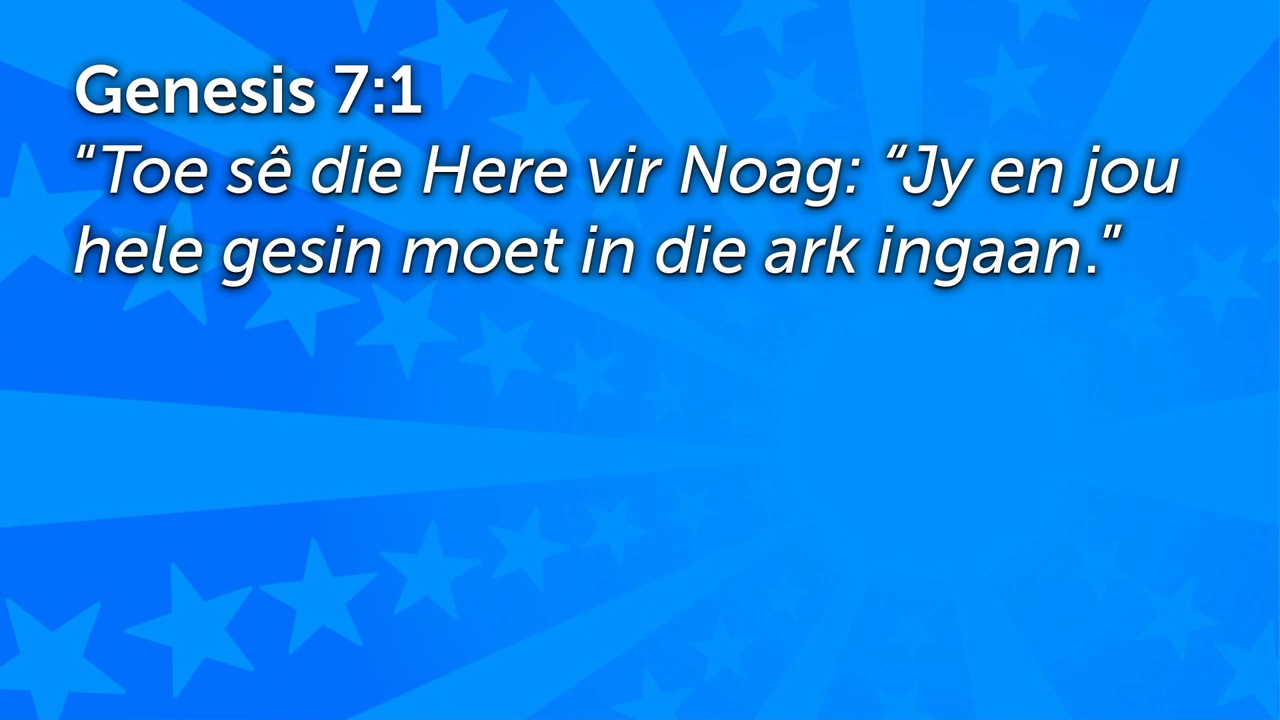 Genesis 7:1
“Toe sê die Here vir Noag: “Jy en jou
hele gesin moet in die ark ingaan.”